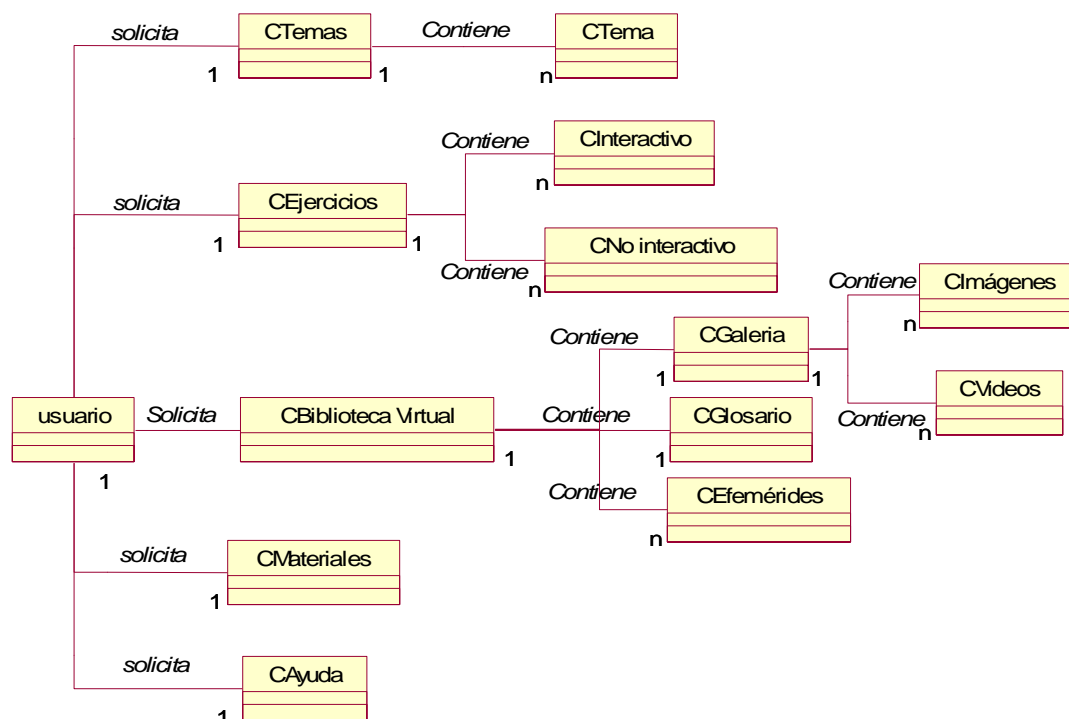 solicita
CTemas
Contiene
CTema
1
1
n
Contiene
CInteractivo
n
solicita
CEjercicios
1
1
CNo interactivo
Contiene
n
Contiene
CImágenes
n
Contiene
CGaleria
1
1
CVideos
Contiene
n
usuario
1
Solicita
CBiblioteca Virtual
1
Contiene
CGlosario
1
Contiene
CEfemérides
n
solicita
CMateriales
1
solicita
CAyuda
1